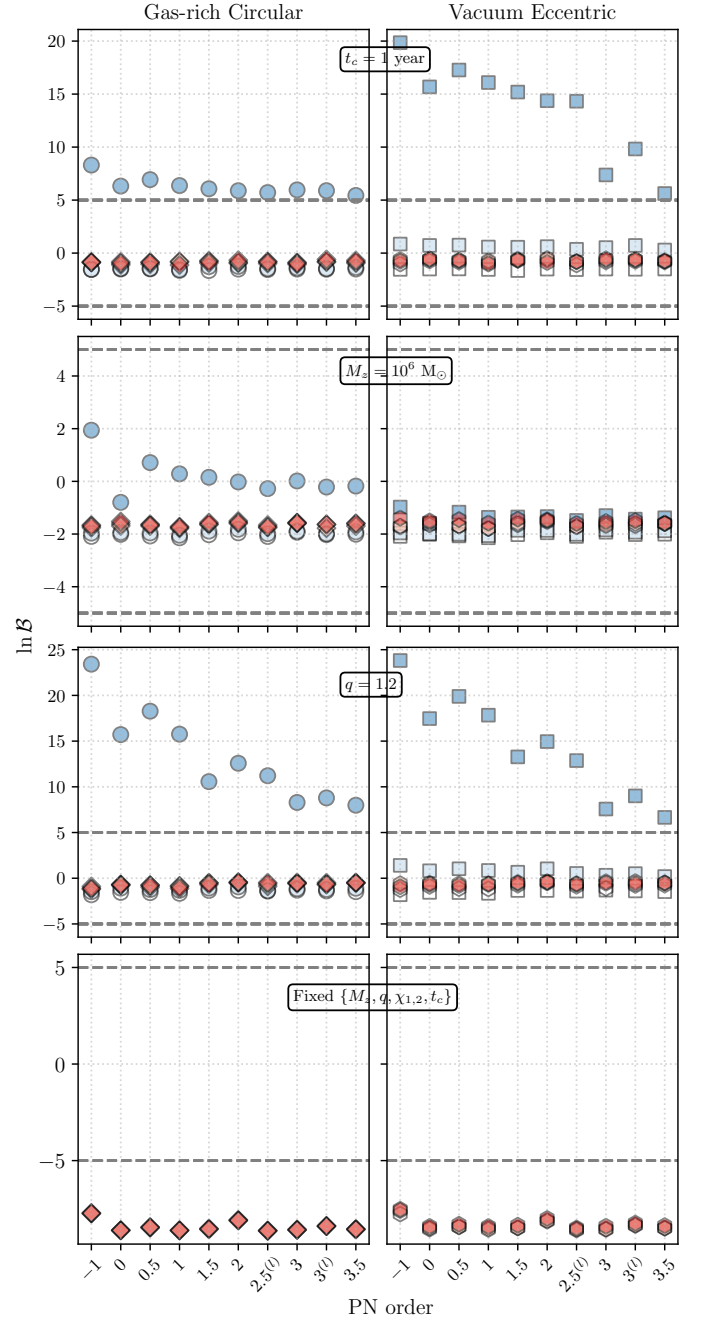 Gas-rich Circular Vacuum Eccentric
20
15
10
5
0
−5
t_c = 1 year
4
2
0
−2
−4
M_z = 10^6 M_⊙
ln B
25
20
15
10
5
0
−5
q = 1.2
5
0
−5
Fixed {M_z, q, χ_{1,2}, t_c}
−1 0 0.5 1 1.5 2 2.5^{(l)} 3 3^{(l)} 3.5 −1 0 0.5 1 1.5 2 2.5^{(l)} 3 3^{(l)} 3.5
PN order